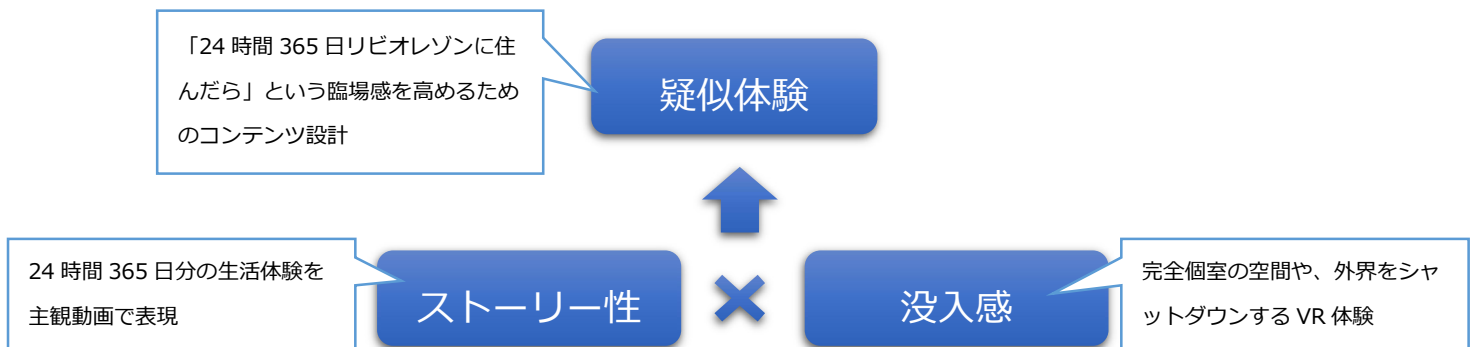 「24 時間 365 日リビオレゾンに住
んだら」という臨場感を高めるため
のコンテンツ設計
疑似体験
24 時間 365 日分の生活体験を
主観動画で表現
ストーリー性
没入感
完全個室の空間や、外界をシャ
ットダウンする VR 体験